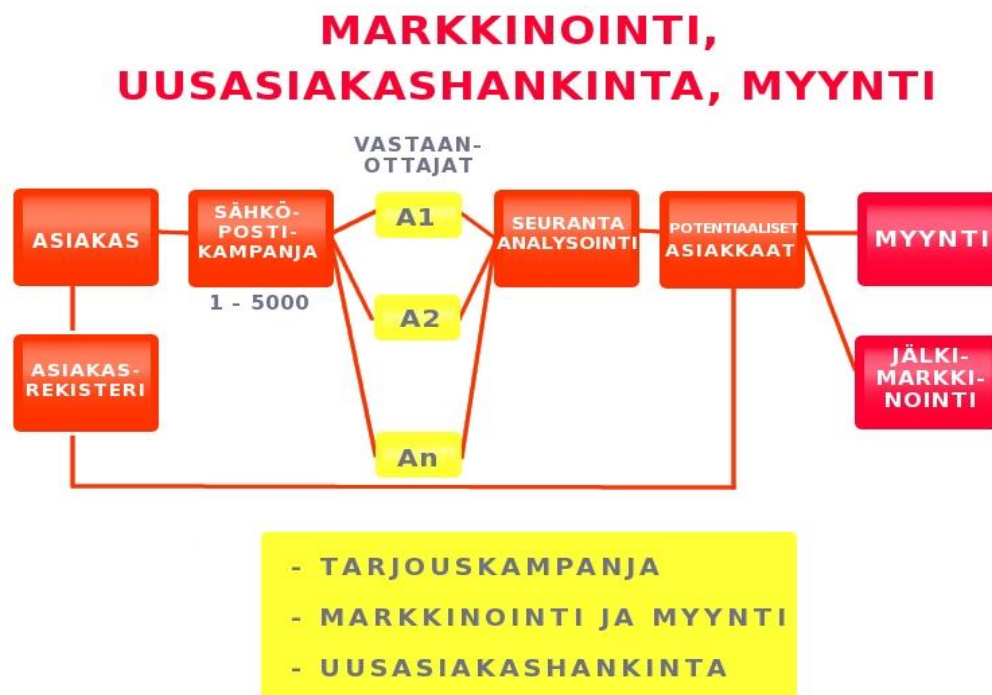 MARKKINOINTI,
UUSASIAKASHANKINTA, MYYNTI
VASTAAN-
OTTAJAT
ASIAKAS
SÄHKÖ-
POSTI-
KAMPANJA
1 - 5000
A1
A2
An
SEURANTA
ANALYSOINTI
POTENTIAALISET
ASIAKKAAT
MYYNTI
ASIAKAS-
REKISTERI
JÄLKI-
MARKKI-
NOINTI
- TARJOUSKAMPANJA
- MARKKINOINTI JA MYYNTI
- UUSASIAKASHANKINTA